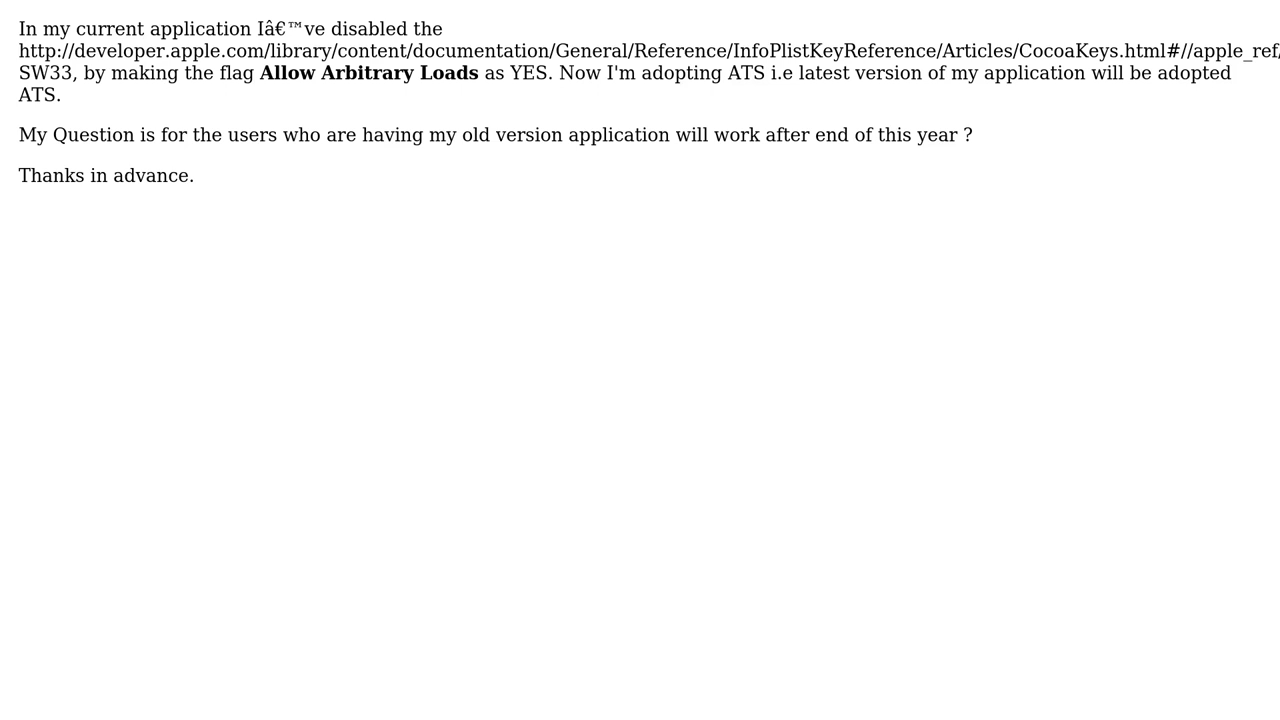 In my current application Iâ€™ve disabled the
http://developer.apple.com/library/content/documentation/General/Reference/InfoPlistKeyReference/Articles/CocoaKeys.html#//apple_ref/
SW33, by making the flag Allow Arbitrary Loads as YES. Now I'm adopting ATS i.e latest version of my application will be adopted
ATS.
My Question is for the users who are having my old version application will work after end of this year ?
Thanks in advance.